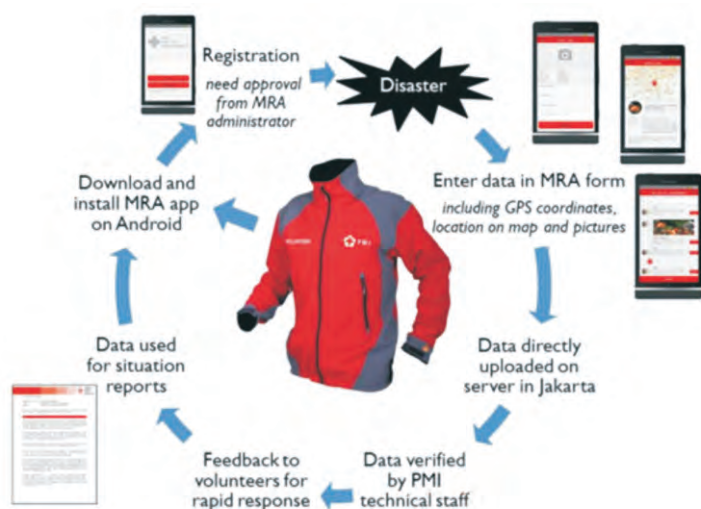 Registration
need approval
from MRA
administrator
Disaster
Enter data in MRA form
including GPS coordinates,
location on map and pictures
Data directly
uploaded on
server in Jakarta
Data verified
by PMI
technical staff
Feedback to
volunteers for
rapid response
Data used
for situation
reports
Download and
install MRA app
on Android
VOLUNTEER
PMI